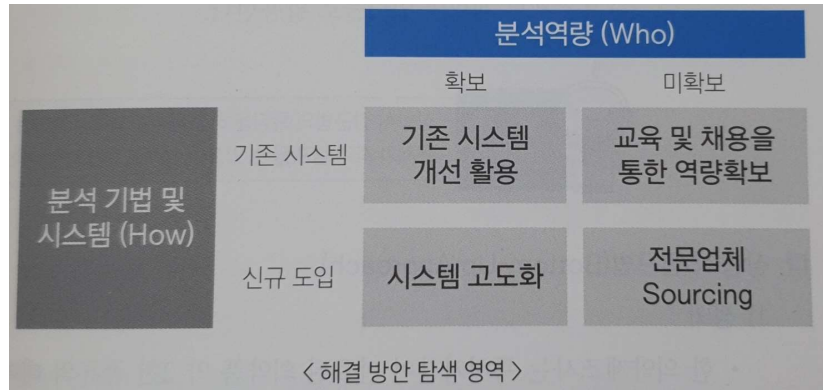 분석역량 (Who)
확보 미확보
분석 기법 및
시스템 (How)
기존 시스템
기존 시스템
개선 활용
교육 및 채용을
통한 역량확보
신규 도입
시스템 고도화
전문업체
Sourcing
< 해결 방안 탐색 영역 >